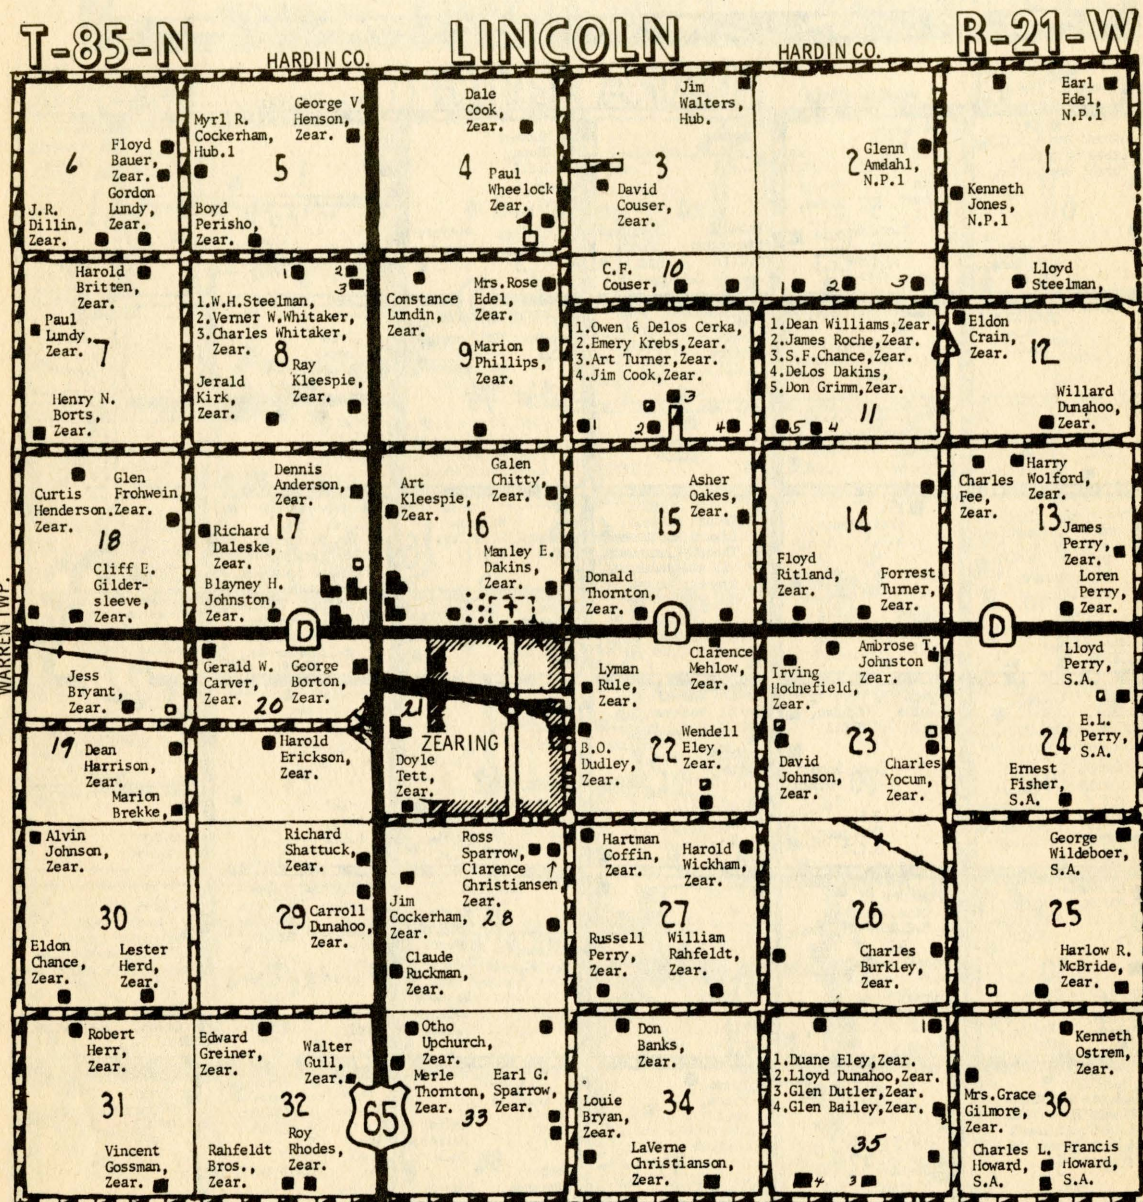 T-85-N
LINCOLN
R-21-W
HARDIN CO.
HARDIN CO.
WARREN TWP.
6
Floyd
Bauer,
Zear.
Gordon
Lundy,
Zear.
J.R.
Dillin,
Zear.
Myrl R.
Cockerham,
Hub.1
George V.
Henson,
Zear.
5
Boyd
Perisho,
Zear.
Dale
Cook,
Zear.
4
Paul
Wheelock
Zear.
Jim
Walters,
Hub.
3
David
Couser,
Zear.
2
Glenn
Amdahl,
N.P.1
Earl
Edel,
N.P.1
1
Kenneth
Jones,
N.P.1
Harold
Britten,
Zear.
Paul
Lundy,
Zear.
7
Henry N.
Borts,
Zear.
1
2
3
1.W.H.Steelman,
2.Verner W.Whitaker,
3.Charles Whitaker,
Zear.
8
Ray
Kleespie,
Zear.
Jerald
Kirk,
Zear.
Constance
Lundin,
Zear.
Mrs.Rose
Edel,
Zear.
9
Marion
Phillips,
Zear.
C.F.
Couser,
10
1.Owen & Delos Cerka,
2.Emery Krebs,Zear.
3.Art Turner,Zear.
4.Jim Cook,Zear.
1
2
3
4
1
2
3
1.Dean Williams,Zear.
2.James Roche,Zear.
3.S.F.Chance,Zear.
4.DeLos Dakins,
5.Don Grimm,Zear.
11
5
4
Lloyd
Steelman,
Eldon
Crain,
Zear.
12
Willard
Dunahoo,
Zear.
Curtis
Henderson,
Zear.
Glen
Frohwein
Zear.
18
Cliff E.
Gilder-
sleeve,
Zear.
Dennis
Anderson,
Zear.
17
Richard
Daleske,
Zear.
Blayney H.
Johnston,
Zear.
Art
Kleespie,
Zear.
Galen
Chitty,
Zear.
16
Manley E.
Dakins,
Zear.
Asher
Oakes,
Zear.
15
Donald
Thornton,
Zear.
14
Floyd
Ritland,
Zear.
Forrest
Turner,
Zear.
Charles
Fee,
Zear.
Harry
Wolford,
Zear.
13
James
Perry,
Zear.
Loren
Perry,
Zear.
D
D
D
Jess
Bryant,
Zear.
19
Dean
Harrison,
Zear.
Marion
Brekke,
Gerald W.
Carver,
Zear.
George
Borton,
Zear.
20
Harold
Erickson,
Zear.
21
ZEARING
Doyle
Tett,
Zear.
Lyman
Rule,
Zear.
Clarence
Mehlow,
Zear.
B.O.
Dudley,
Zear.
22
Wendell
Eley,
Zear.
Irving
Hodnefield,
Zear.
Ambrose T.
Johnston
Zear.
23
David
Johnson,
Zear.
Charles
Yocum,
Zear.
Lloyd
Perry,
S.A.
E.L.
Perry,
S.A.
24
Ernest
Fisher,
S.A.
Alvin
Johnson,
Zear.
30
Eldon
Chance,
Zear.
Lester
Herd,
Zear.
Richard
Shattuck,
Zear.
29
Carroll
Dunahoo,
Zear.
Ross
Sparrow,
Clarence
Christiansen,
Zear.
Jim
Cockerham,
Zear.
28
Claude
Ruckman,
Zear.
Hartman
Coffin,
Zear.
Harold
Wickham,
Zear.
27
Russell
Perry,
Zear.
William
Rahfeldt,
Zear.
26
Charles
Burkley,
Zear.
George
Wildeboer,
S.A.
25
Harlow R.
McBride,
Zear.
Robert
Herr,
Zear.
31
Vincent
Gossman,
Zear.
Edward
Greiner,
Zear.
Walter
Gull,
Zear.
32
Rahfeldt
Bros.,
Zear.
Roy
Rhodes,
Zear.
65
Otho
Upchurch,
Zear.
Merle
Thornton,
Zear.
Earl G.
Sparrow,
Zear.
33
Don
Banks,
Zear.
34
Louie
Bryan,
Zear.
LaVerne
Christianson,
Zear.
1
1.Duane Eley,Zear.
2.Lloyd Dunahoo,Zear.
3.Glen Dutler,Zear.
4.Glen Bailey,Zear.
35
4
3
Kenneth
Ostrem,
Zear.
Mrs.Grace
Gilmore,
Zear.
36
Charles L.
Howard,
S.A.
Francis
Howard,
S.A.